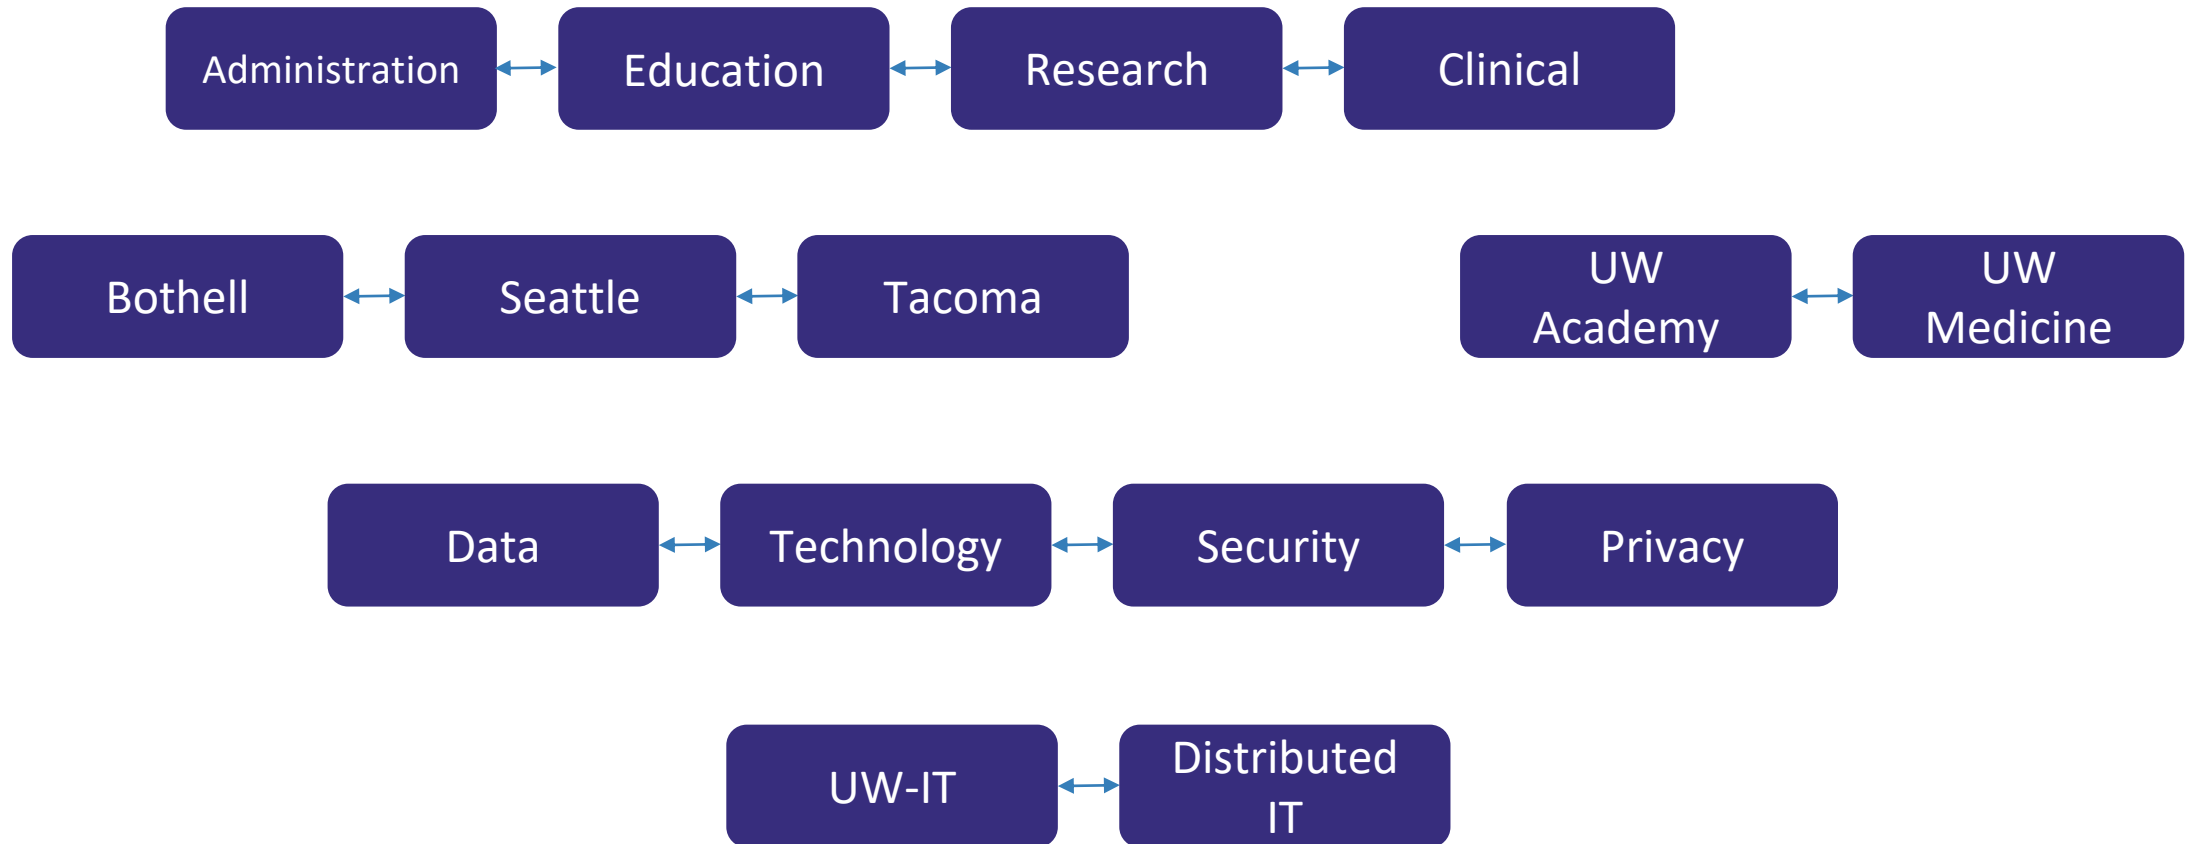 Administration
Education
Research
Clinical
Bothell
Seattle
Tacoma
UW
Academy
UW
Medicine
Data
Technology
Security
Privacy
UW-IT
Distributed
IT